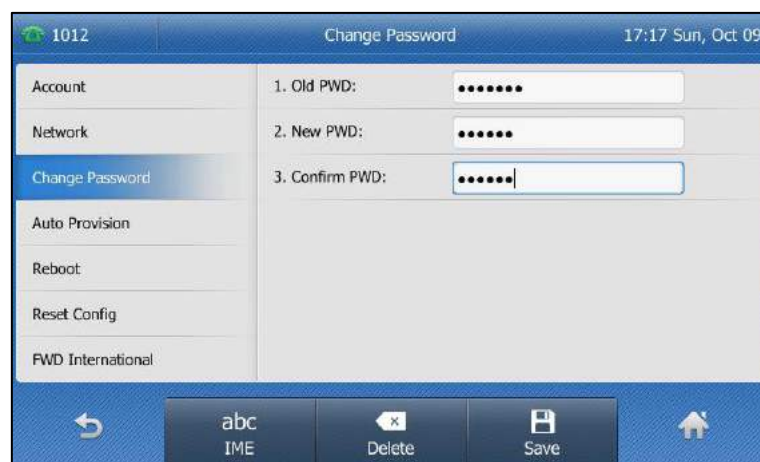 1012 Change Password 17:17 Sun, Oct 09
Account
Network
Change Password
Auto Provision
Reboot
Reset Config
FWD International
1. Old PWD: •••••••
2. New PWD: ••••••
3. Confirm PWD: ••••••
abc
IME
Delete
Save